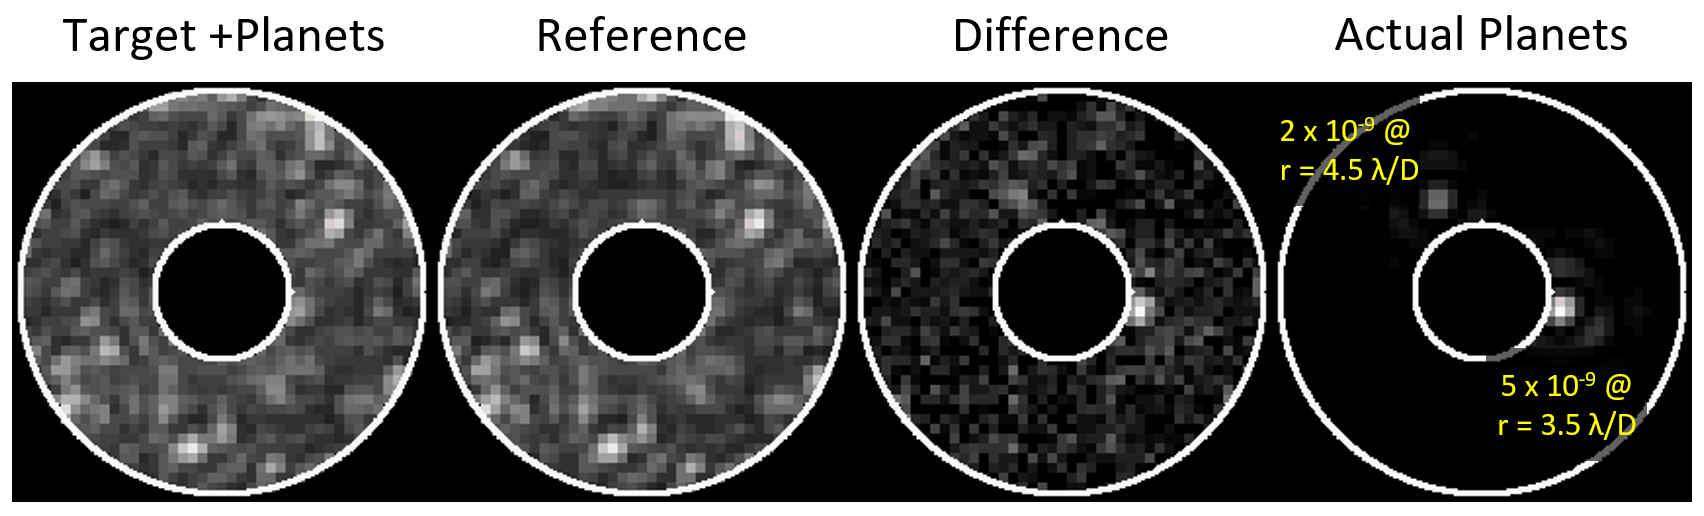 Target +Planets
Reference
Difference
Actual Planets
2 x 10⁻⁹ @
r = 4.5 λ/D
5 x 10⁻⁹ @
r = 3.5 λ/D